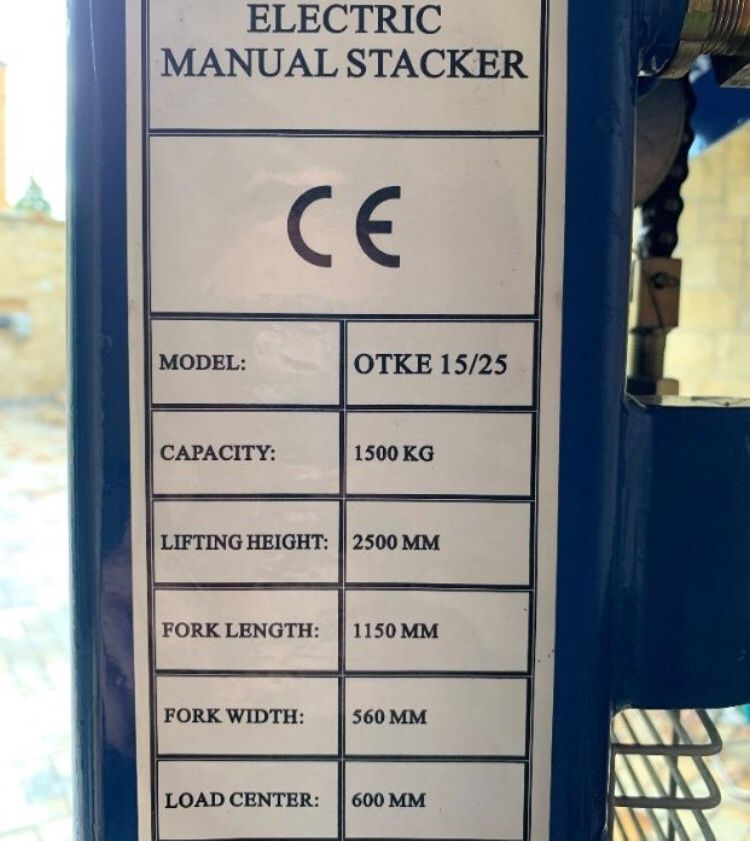 ELECTRIC
MANUAL STACKER
CE
MODEL: OTKE 15/25
CAPACITY: 1500 KG
LIFTING HEIGHT: 2500 MM
FORK LENGTH: 1150 MM
FORK WIDTH: 560 MM
LOAD CENTER: 600 MM